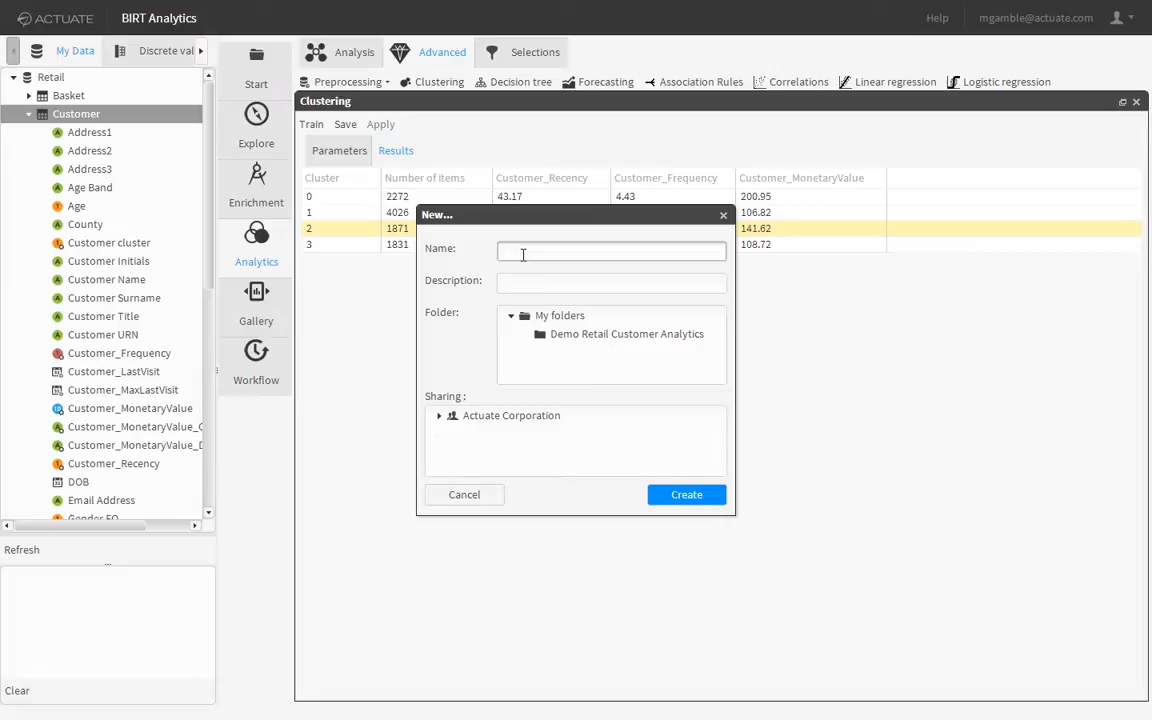 ACTUATE
BIRT Analytics
Help
mgamble@actuate.com
My Data
Discrete val
Retail
Basket
Customer
Address1
Address2
Address3
Age Band
Age
County
Customer cluster
Customer Initials
Customer Name
Customer Surname
Customer Title
Customer URN
Customer_Frequency
Customer_LastVisit
Customer_MaxLastVisit
Customer_MonetaryValue
Customer_MonetaryValue_
Customer_MonetaryValue_
Customer_Recency
DOB
Email Address
Refresh
Clear
Start
Explore
Enrichment
Analytics
Gallery
Workflow
Analysis
Advanced
Selections
Preprocessing
Clustering
Decision tree
Forecasting
Association Rules
Correlations
Linear regression
Logistic regression
Clustering
Train Save Apply
Parameters Results
Cluster Number of items Customer_Recency Customer_Frequency Customer_MonetaryValue
0 2272 43.17 4.43 200.95
1 4026 106.82
2 1871 141.62
3 1831 108.72
New...
Name:
Description:
Folder:
My folders
Demo Retail Customer Analytics
Sharing :
Actuate Corporation
Cancel
Create